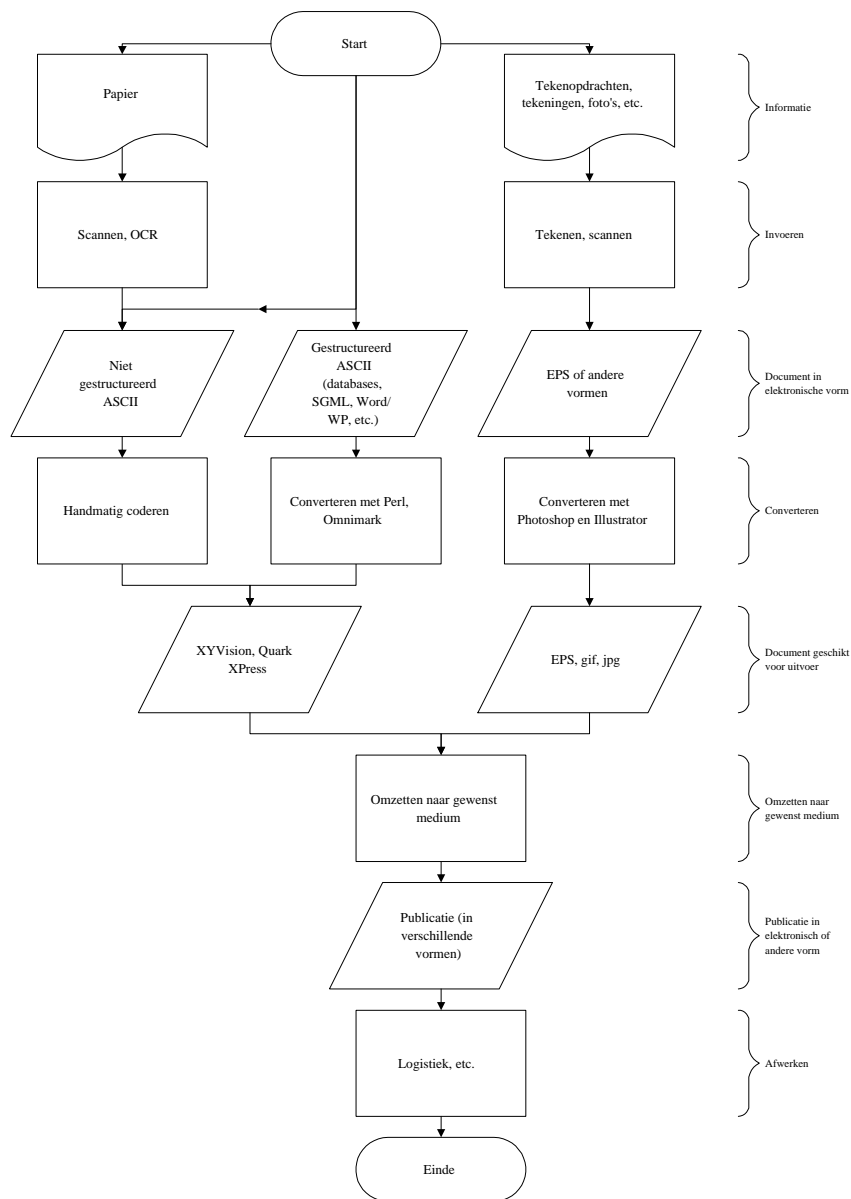 Start
Papier
Tekenopdrachten,
tekeningen, foto's, etc.
Informatie
Scannen, OCR
Tekenen, scannen
Invoeren
Niet
gestructureerd
ASCII
Gestructureerd
ASCII
(databases,
SGML, Word/
WP, etc.)
EPS of andere
vormen
Document in
elektronische vorm
Handmatig coderen
Converteren met Perl,
Omnimark
Converteren met
Photoshop en Illustrator
Converteren
XYVision, Quark
XPress
EPS, gif, jpg
Document geschikt
voor uitvoer
Omzetten naar gewenst
medium
Omzetten naar
gewenst medium
Publicatie (in
verschillende
vormen)
Publicatie in
elektronisch of
andere vorm
Logistiek, etc.
Afwerken
Einde